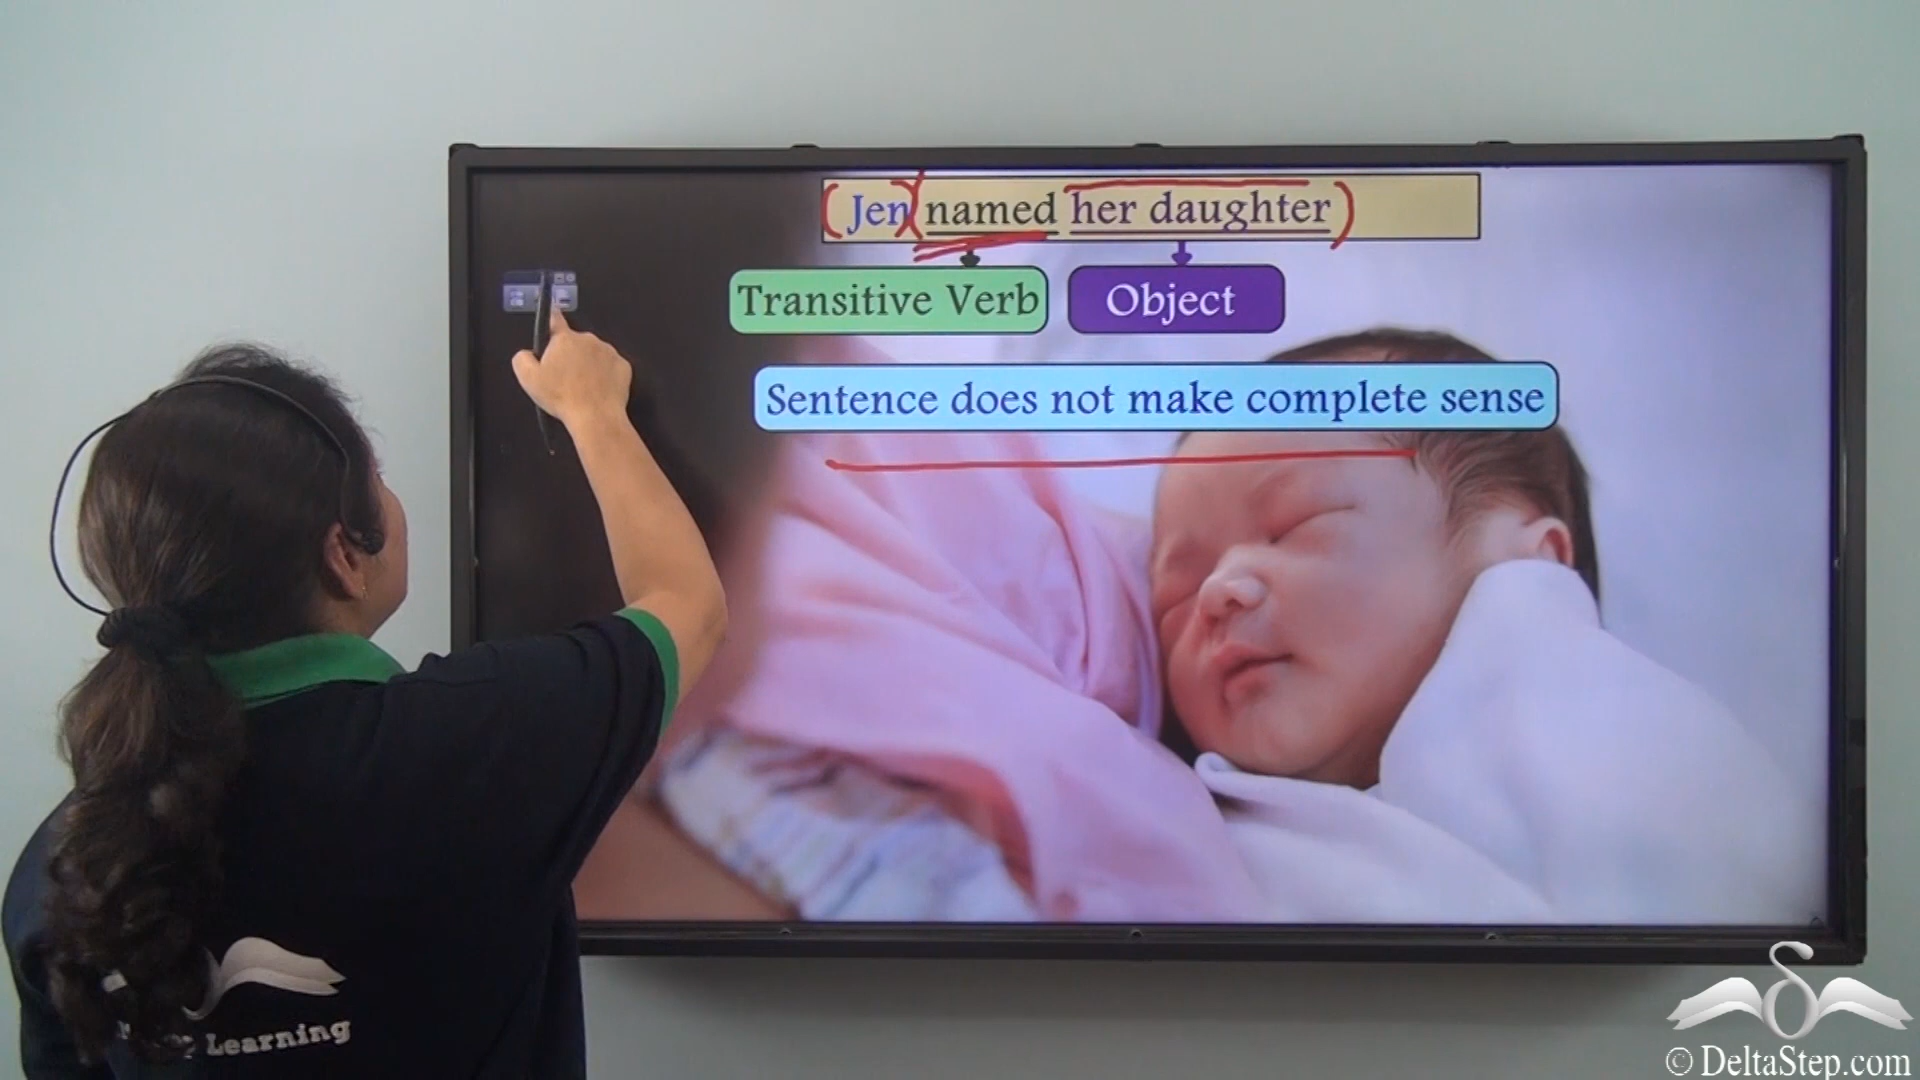 Jen named her daughter
Transitive Verb
Object
Sentence does not make complete sense
Learning
© DeltaStep.com